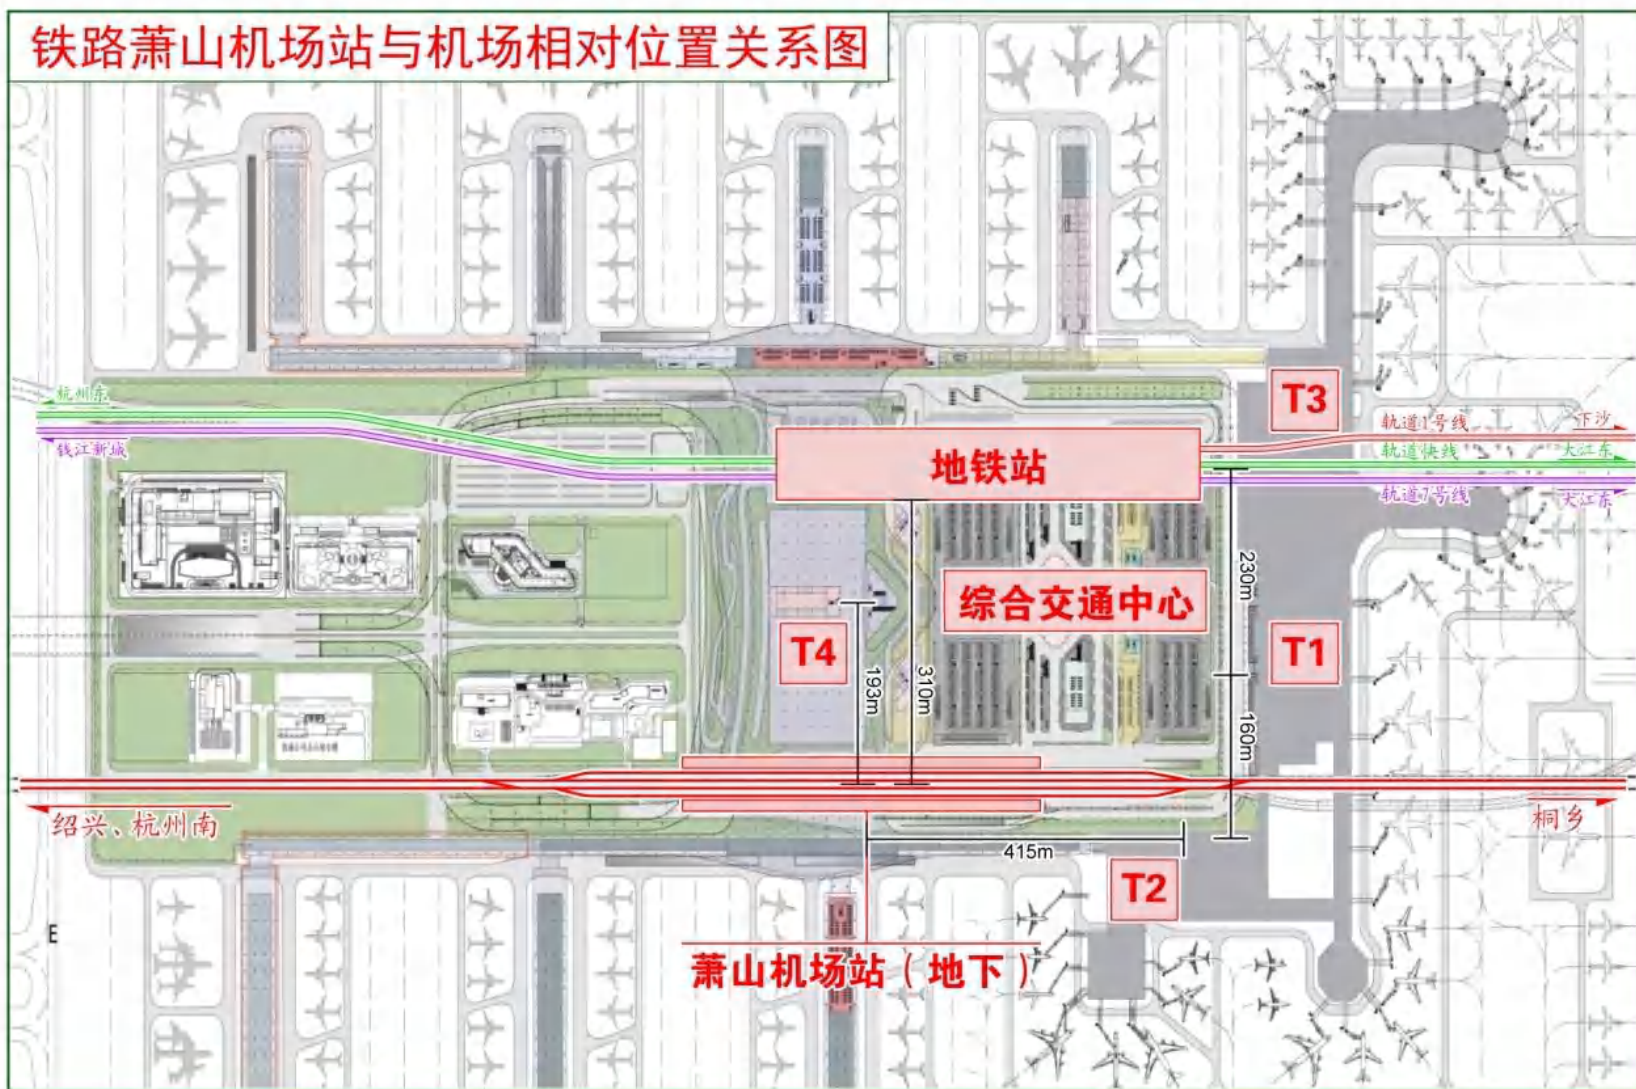 铁路萧山机场站与机场相对位置关系图
杭州东
钱江新城
T3
轨道1号线
下沙
地铁站
轨道快线
大江东
轨道7号线
大江东
230m
综合交通中心
T4
T1
193m
310m
160m
绍兴、杭州南
桐乡
415m
T2
E
萧山机场站（地下）